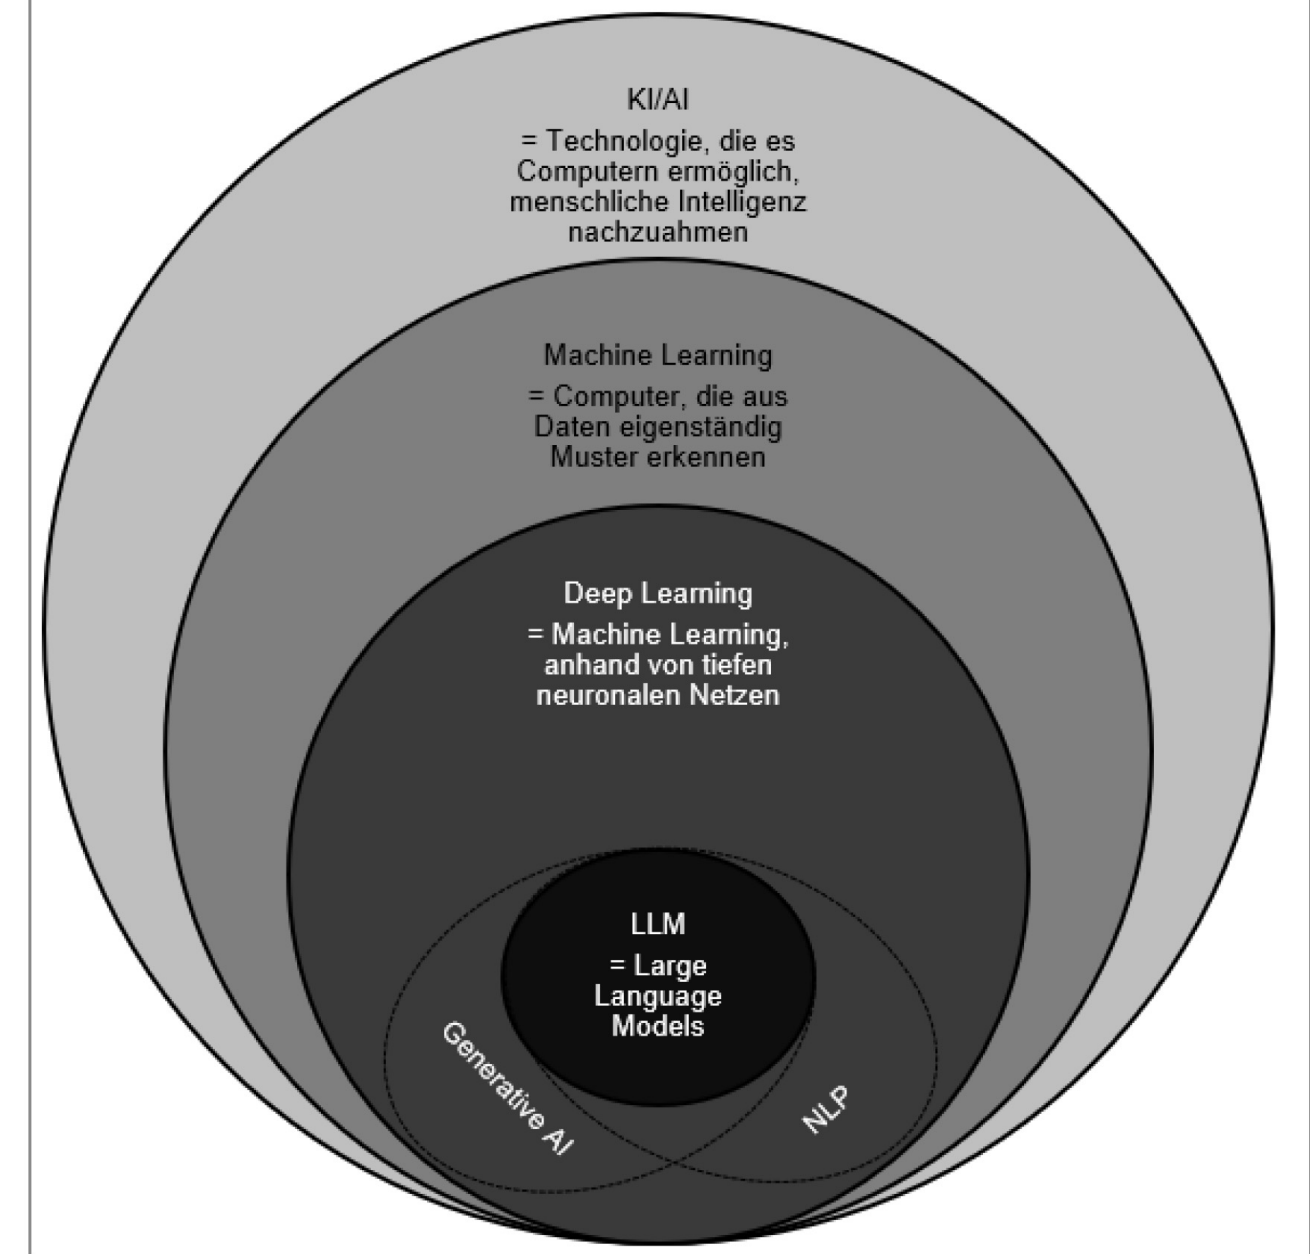 KI/AI
= Technologie, die es
Computern ermöglich,
menschliche Intelligenz
nachzuahmen
Machine Learning
= Computer, die aus
Daten eigenständig
Muster erkennen
Deep Learning
= Machine Learning,
anhand von tiefen
neuronalen Netzen
LLM
= Large
Language
Models
Generative AI
NLP